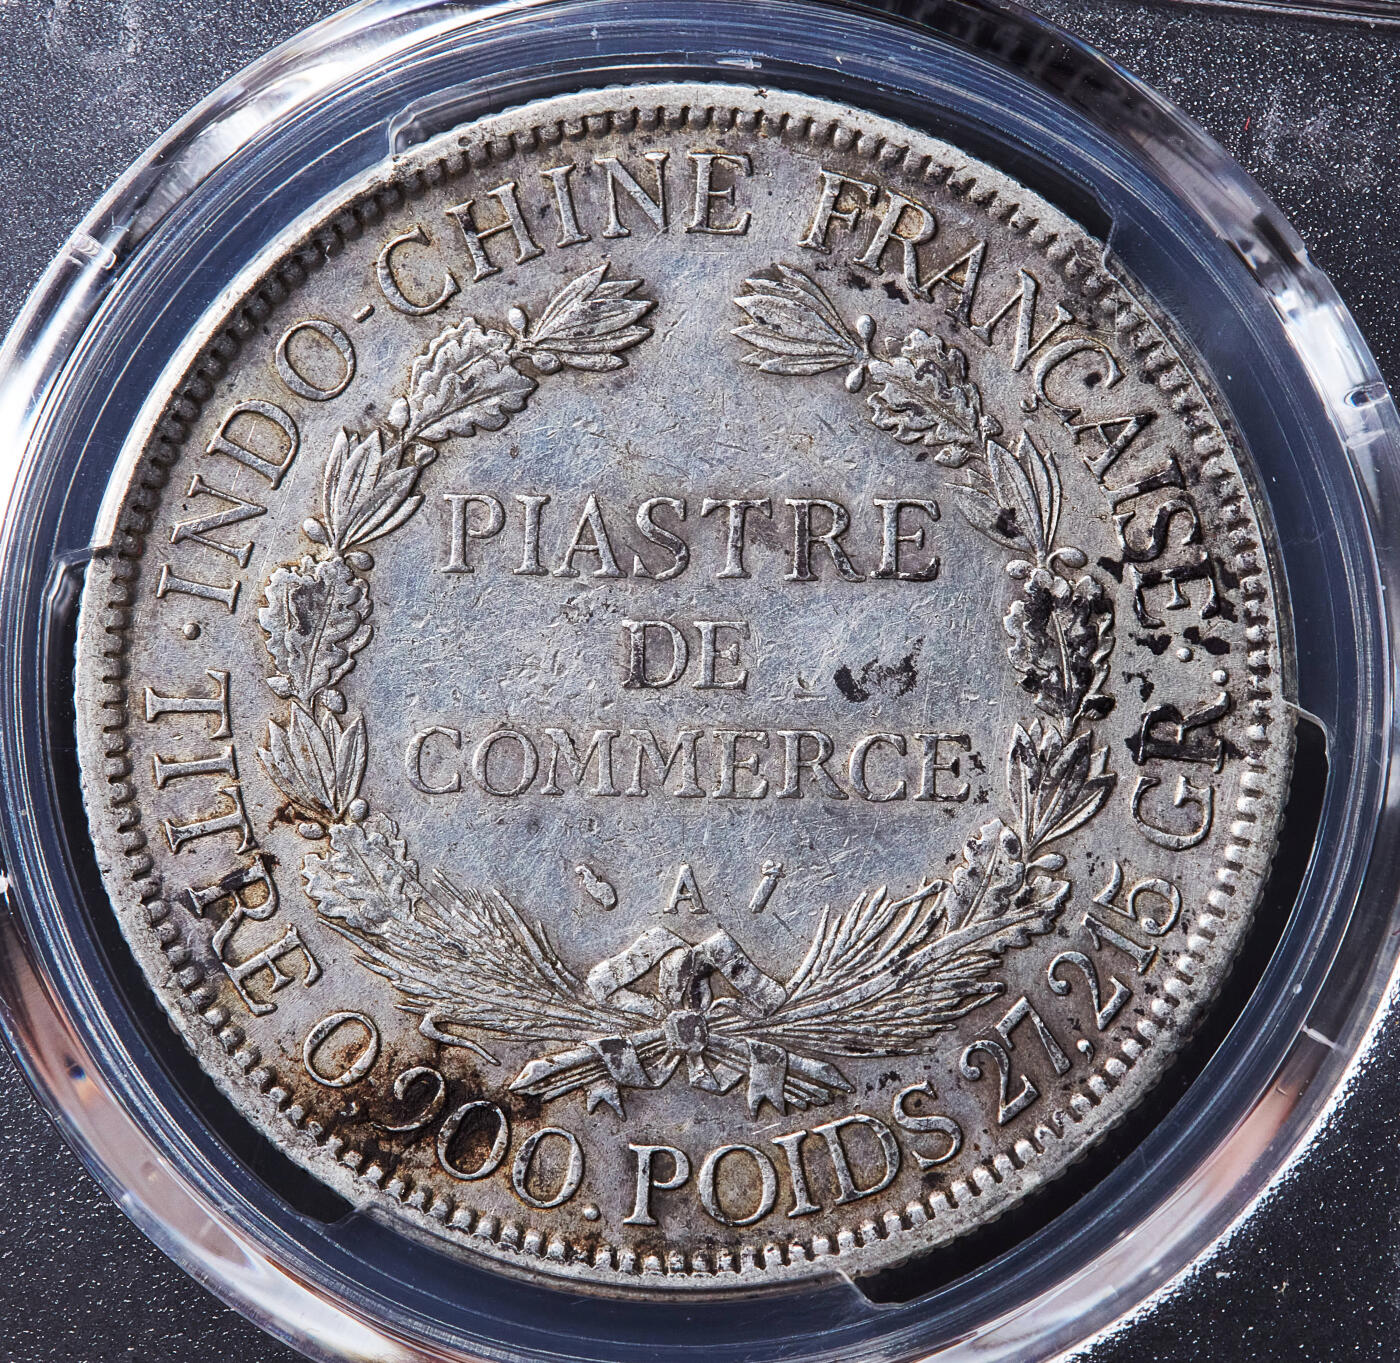 INDO-CHINE FRANÇAISE.
PIASTRE
DE
COMMERCE
A
TITRE 0,900. POIDS 27,215 GR.